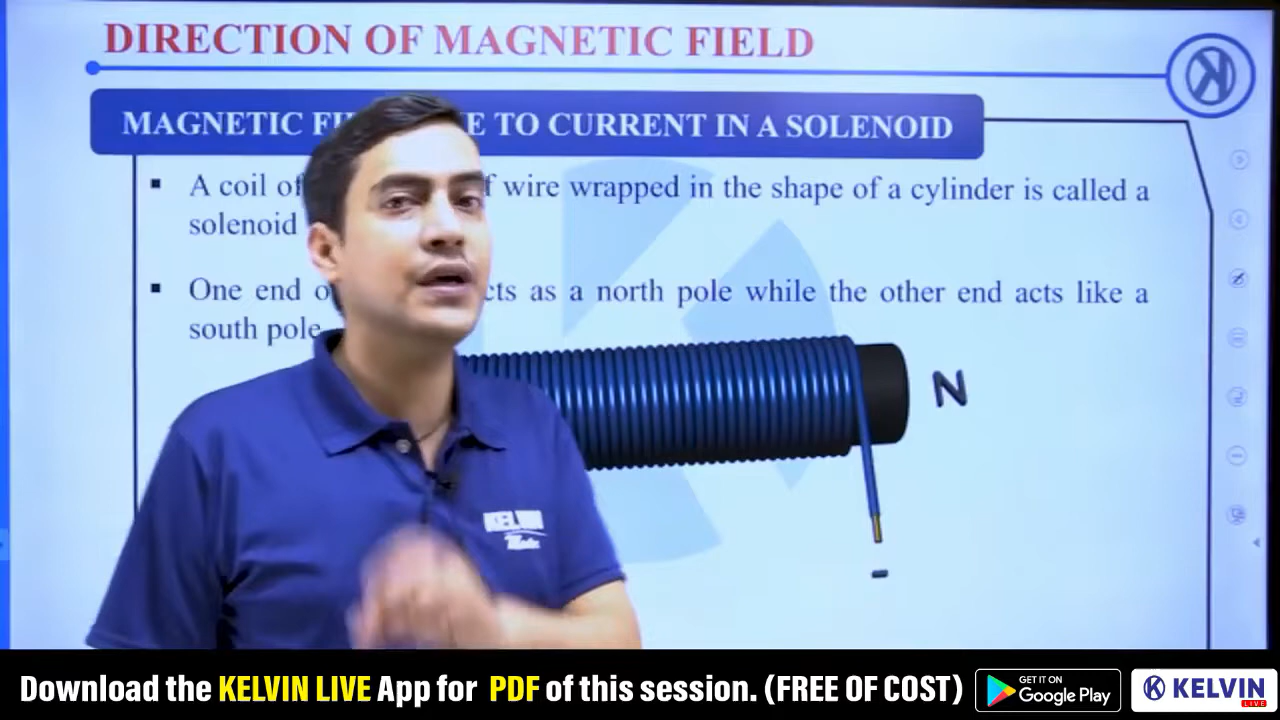 DIRECTION OF MAGNETIC FIELD
MAGNETIC E TO CURRENT IN A SOLENOID
A coil of wire wrapped in the shape of a cylinder is called a
solenoid
One end as a north pole while the other end acts like a
south pole
N
-
KELVIN
Download the KELVIN LIVE App for PDF of this session. (FREE OF COST)
GET IT ON
Google Play
KELVIN
LIVE